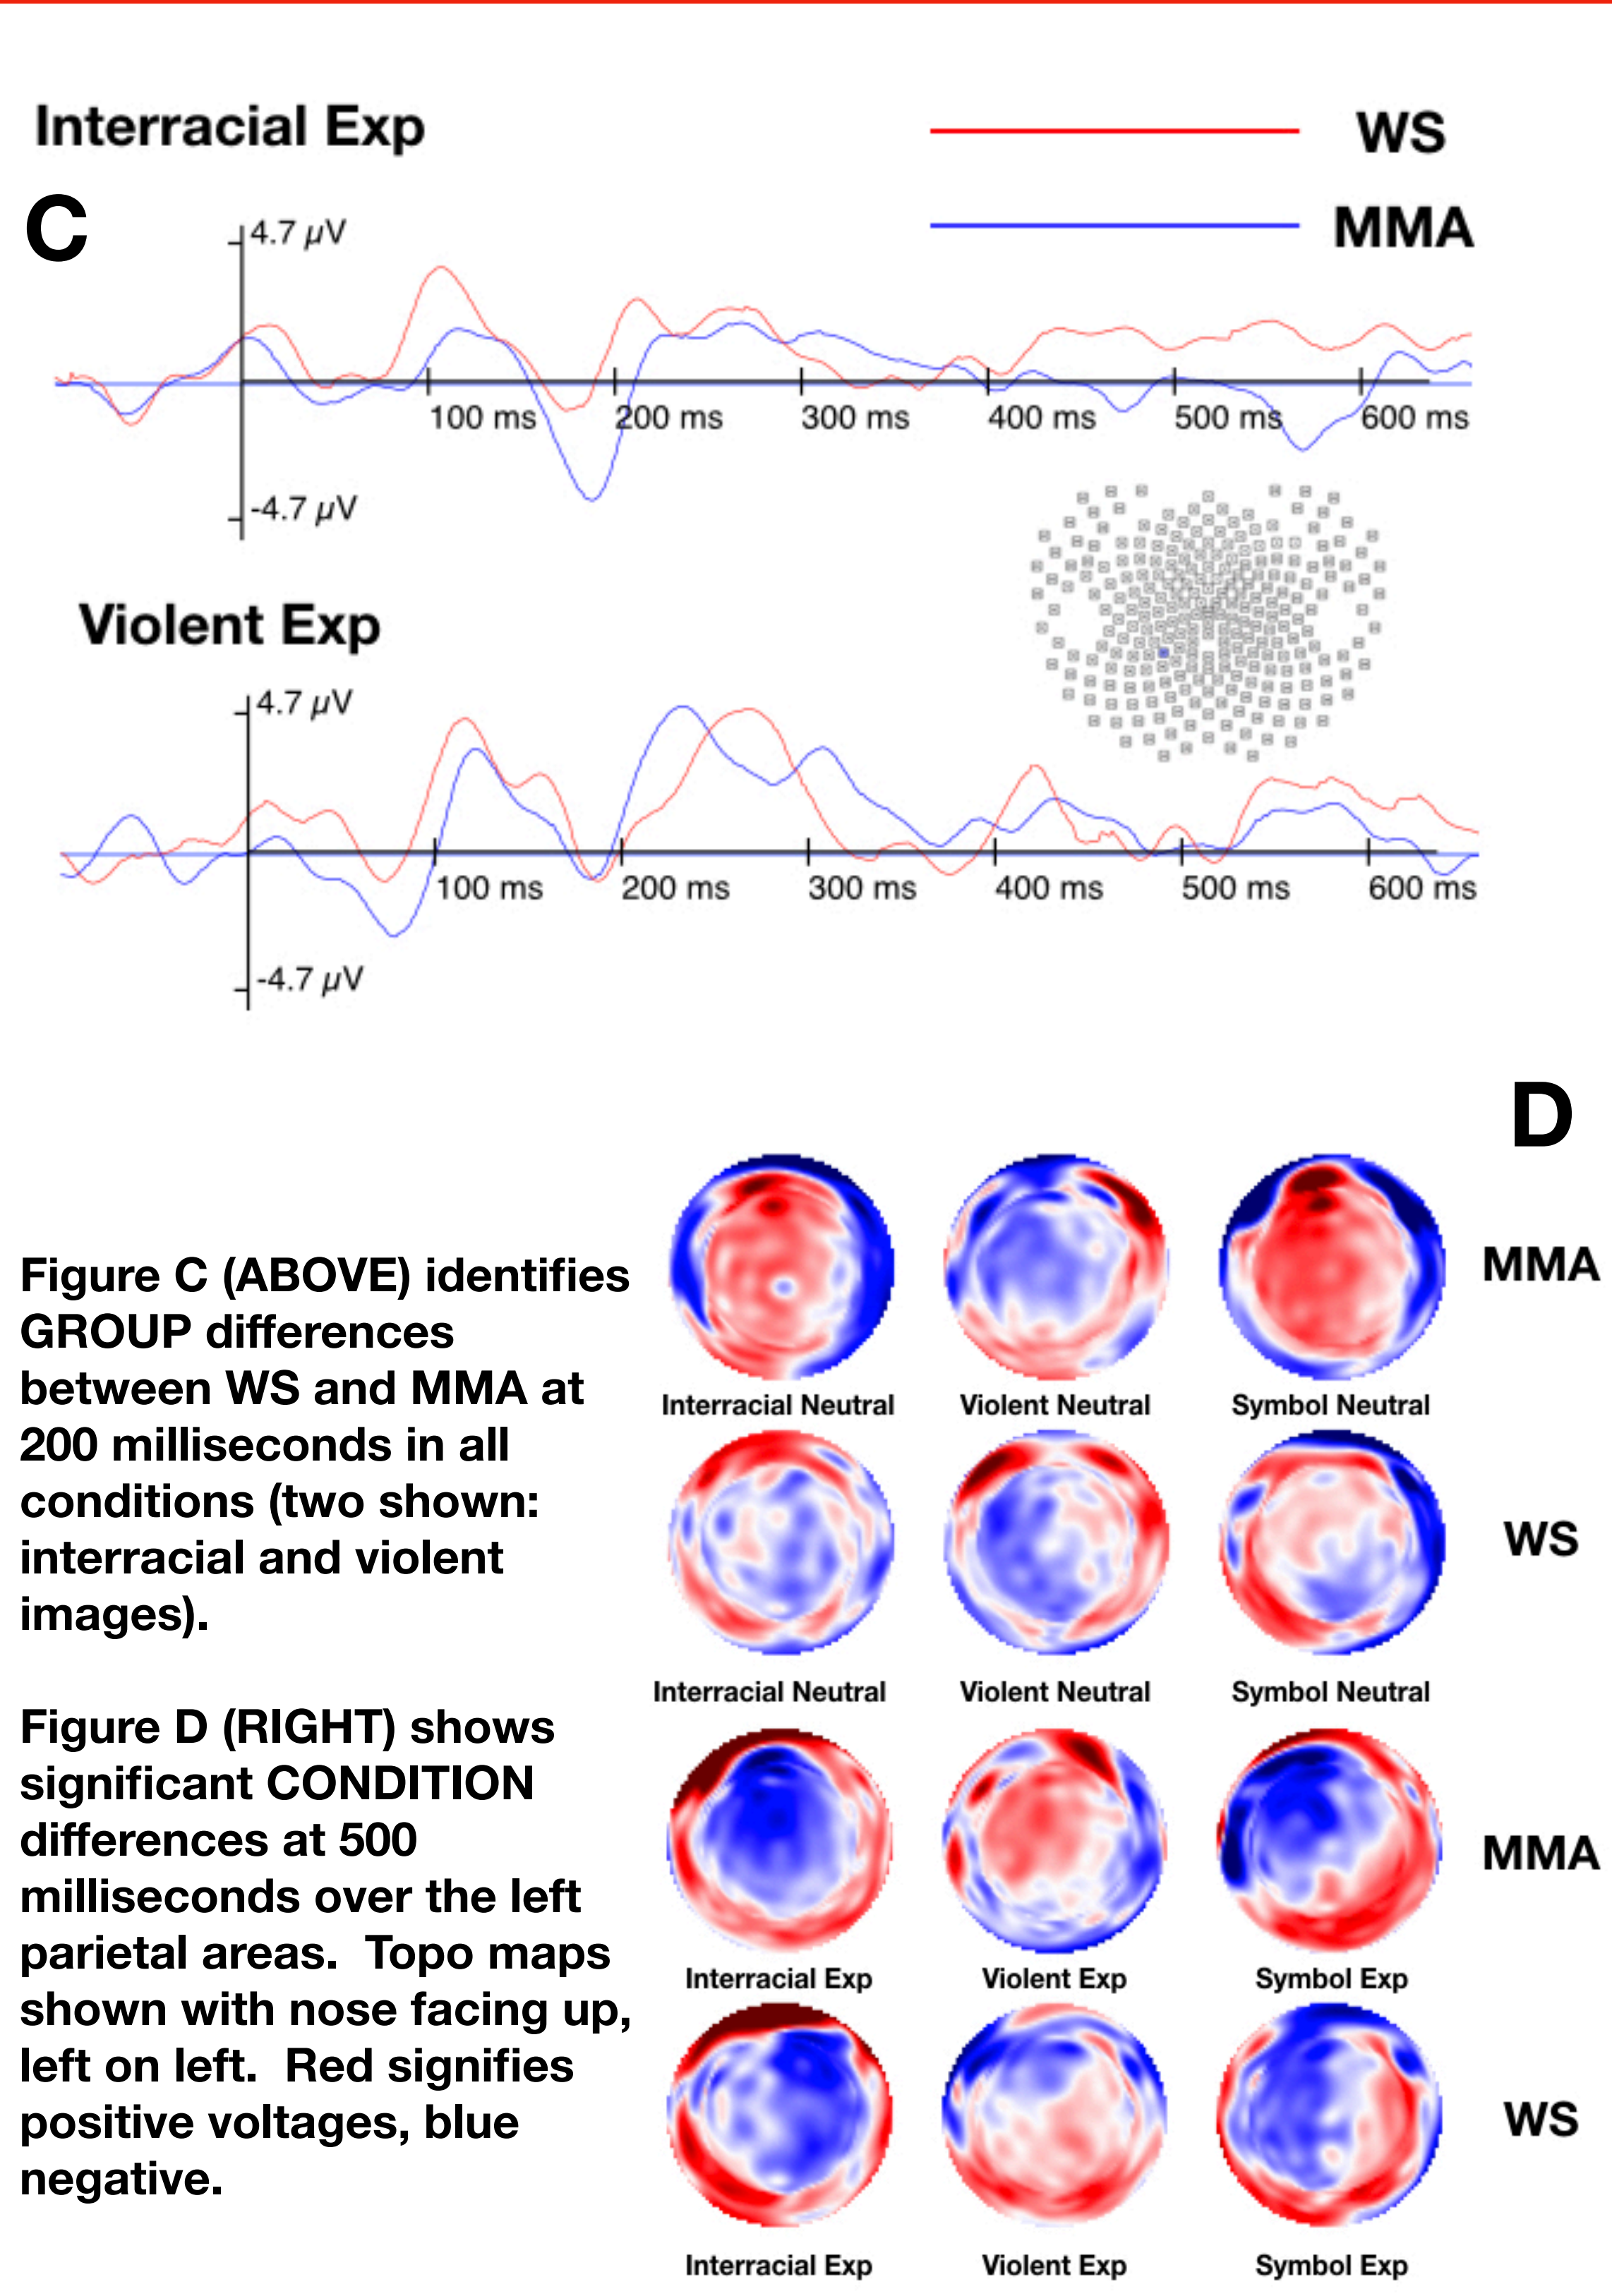 Interracial Exp
WS
C
MMA
4.7 µV
100 ms
200 ms
300 ms
400 ms
500 ms
600 ms
-4.7 µV
Violent Exp
4.7 µV
100 ms
200 ms
300 ms
400 ms
500 ms
600 ms
-4.7 µV
D
Figure C (ABOVE) identifies
GROUP differences
between WS and MMA at
200 milliseconds in all
conditions (two shown:
interracial and violent
images).
Figure D (RIGHT) shows
significant CONDITION
differences at 500
milliseconds over the left
parietal areas.  Topo maps
shown with nose facing up,
left on left.  Red signifies
positive voltages, blue
negative.
MMA
Interracial Neutral
Violent Neutral
Symbol Neutral
WS
Interracial Neutral
Violent Neutral
Symbol Neutral
MMA
Interracial Exp
Violent Exp
Symbol Exp
WS
Interracial Exp
Violent Exp
Symbol Exp